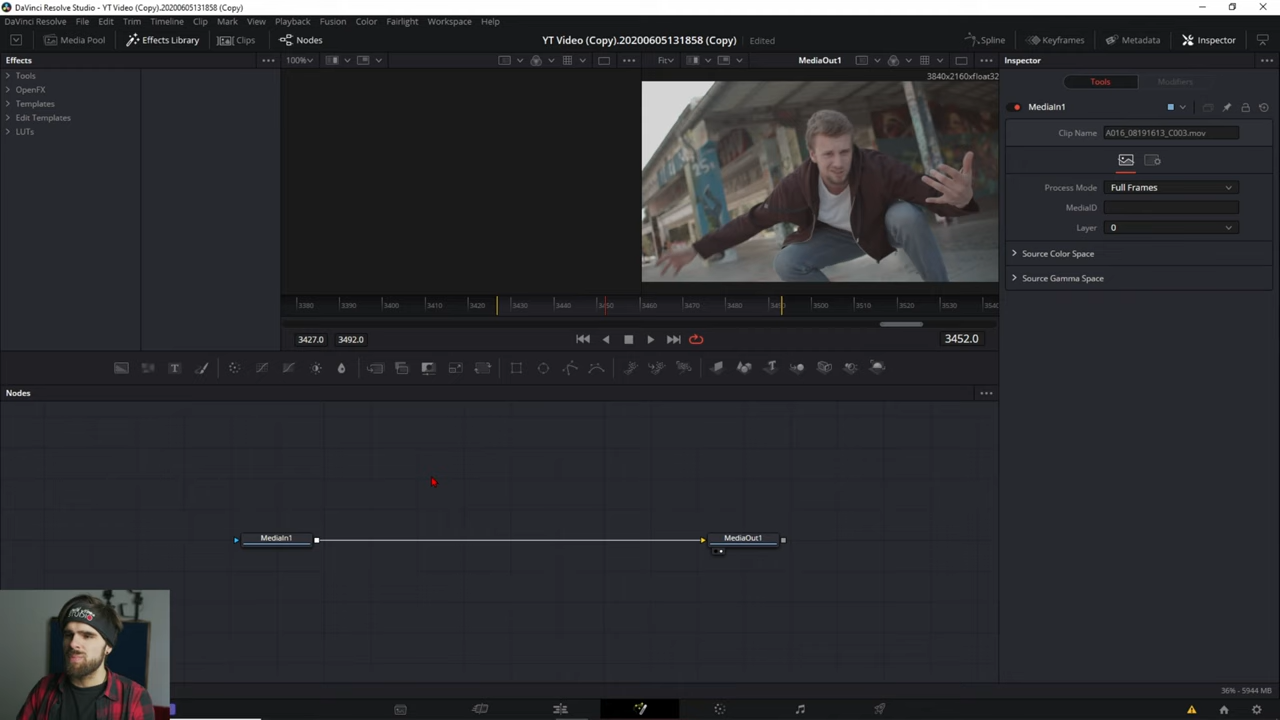 DaVinci Resolve Studio - YT Video (Copy).20200605131858 (Copy)
DaVinci Resolve File Edit Trim Timeline Clip Mark View Playback Fusion Color Fairlight Workspace Help
Media Pool Effects Library Clips Nodes YT Video (Copy).20200605131858 (Copy) Edited Spline Keyframes Metadata Inspector
Effects 100% Fit MediaOut1 Inspector
3840x2160xfloat32
Tools
OpenFX
Templates
Edit Templates
LUTs
Tools Modifiers
MediaIn1
Clip Name A016_08191613_C003.mov
Process Mode Full Frames
MediaID
Layer 0
Source Color Space
Source Gamma Space
3380 3390 3400 3410 3420 3430 3440 3450 3460 3470 3480 3490 3500 3510 3520 3530
3427.0 3492.0 3452.0
Nodes
MediaIn1 MediaOut1
36% - 5944 MB